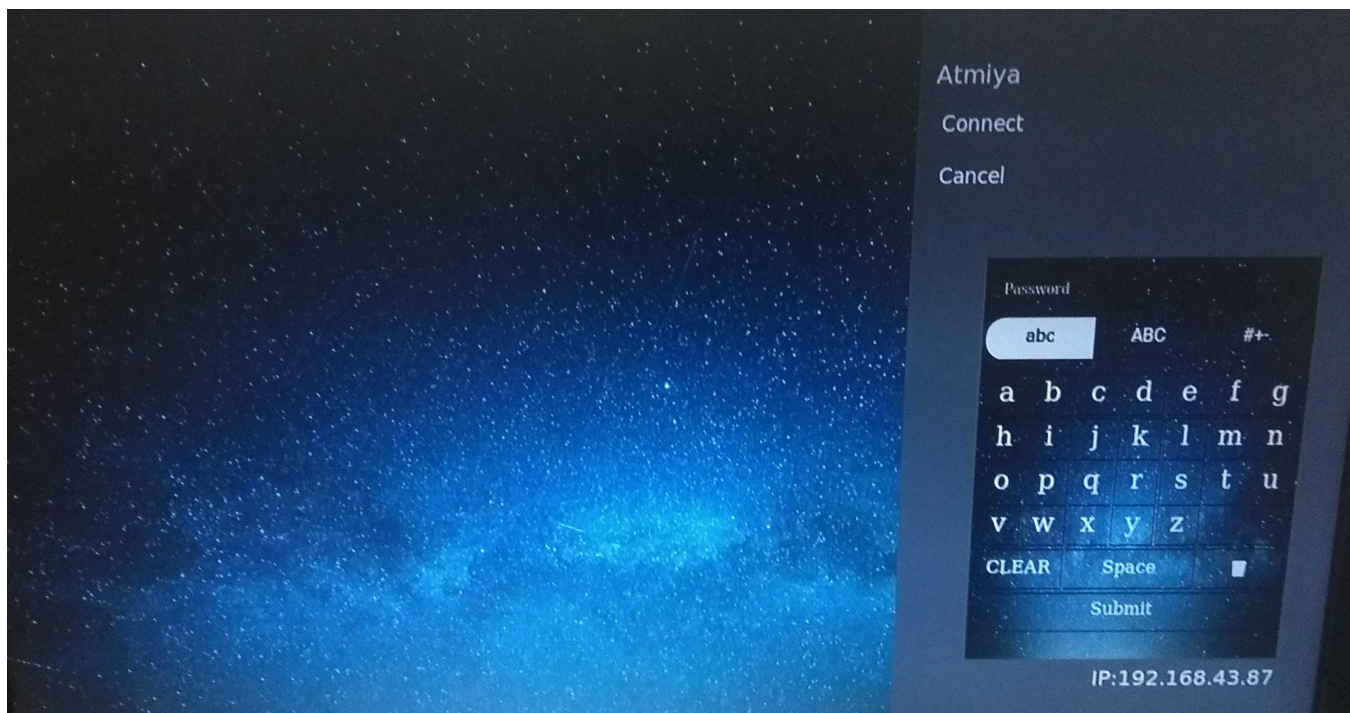 Atmiya
Connect
Cancel
Password
abc ABC #+-
a b c d e f g
h i j k l m n
o p q r s t u
v w x y z
CLEAR Space
Submit
IP:192.168.43.87